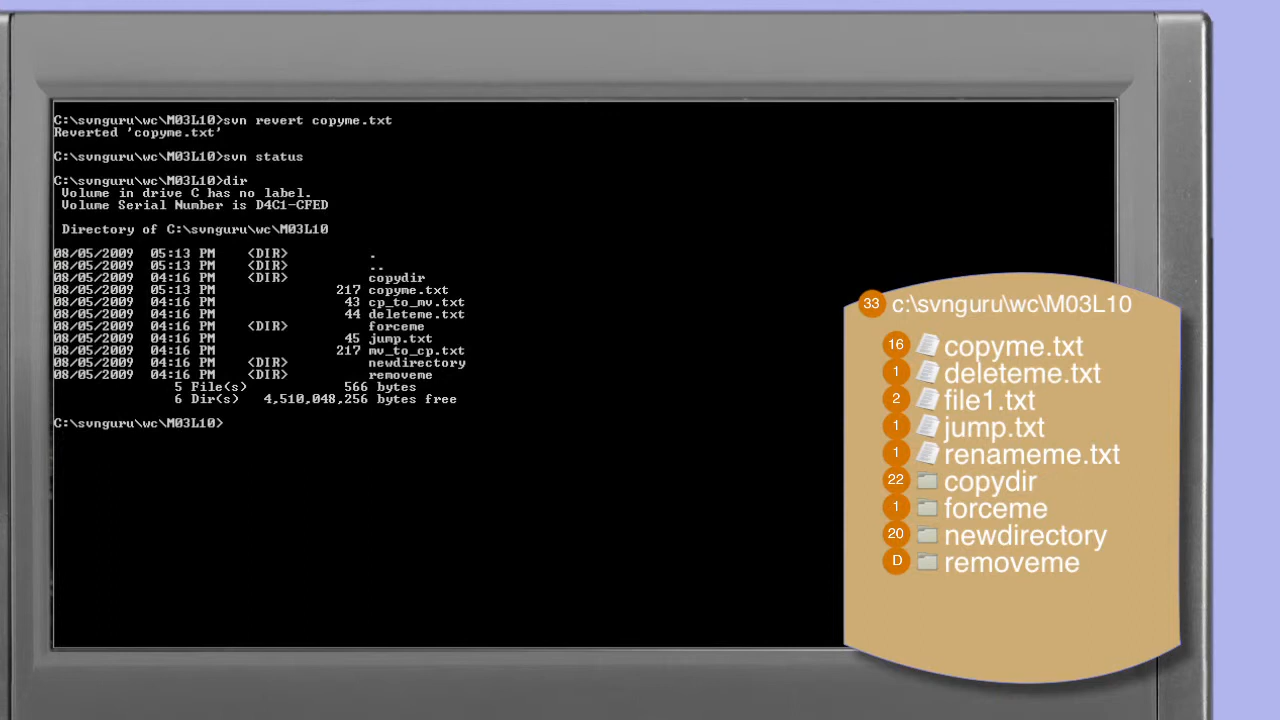 C:\svnguru\wc\M03L10>svn revert copyme.txt
Reverted 'copyme.txt'
C:\svnguru\wc\M03L10>svn status
C:\svnguru\wc\M03L10>dir
Volume in drive C has no label.
Volume Serial Number is D4C1-CFED
Directory of C:\svnguru\wc\M03L10
08/05/2009  05:13 PM    <DIR>          .
08/05/2009  05:13 PM    <DIR>          ..
08/05/2009  04:16 PM    <DIR>          copydir
08/05/2009  05:13 PM               217 copyme.txt
08/05/2009  04:16 PM                43 cp_to_mv.txt
08/05/2009  04:16 PM                44 deleteme.txt
08/05/2009  04:16 PM    <DIR>          forceme
08/05/2009  04:16 PM                45 jump.txt
08/05/2009  04:16 PM               217 mv_to_cp.txt
08/05/2009  04:16 PM    <DIR>          newdirectory
08/05/2009  04:16 PM    <DIR>          removeme
5 File(s)            566 bytes
6 Dir(s)   4,510,048,256 bytes free
C:\svnguru\wc\M03L10>
33 c:\svnguru\wc\M03L10
16 copyme.txt
1 deleteme.txt
2 file1.txt
1 jump.txt
1 renameme.txt
22 copydir
1 forceme
20 newdirectory
D removeme